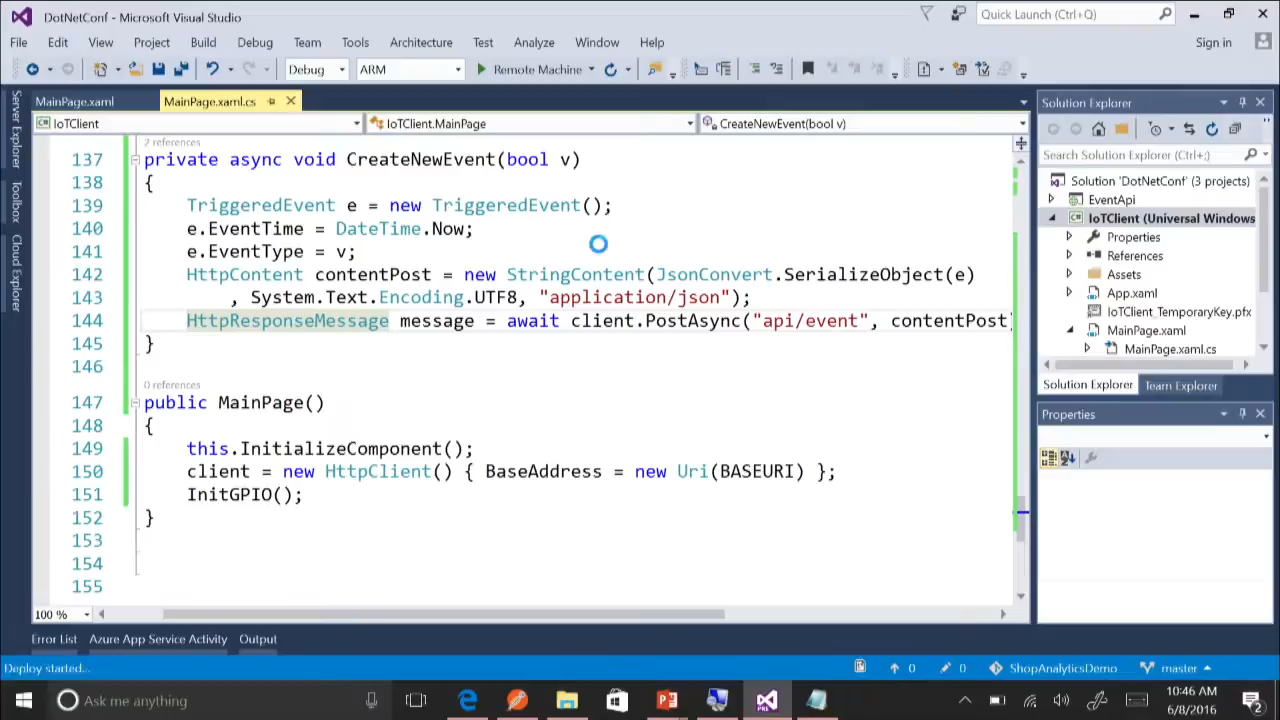 DotNetConf - Microsoft Visual Studio
Quick Launch (Ctrl+Q)
File Edit View Project Build Debug Team Tools Architecture Test Analyze Window Help
Sign in
Debug ARM Remote Machine
Server Explorer
Toolbox
Cloud Explorer
MainPage.xaml MainPage.xaml.cs
IoTClient IoTClient.MainPage CreateNewEvent(bool v)
2 references
137 private async void CreateNewEvent(bool v)
138 {
139 TriggeredEvent e = new TriggeredEvent();
140 e.EventTime = DateTime.Now;
141 e.EventType = v;
142 HttpContent contentPost = new StringContent(JsonConvert.SerializeObject(e)
143 , System.Text.Encoding.UTF8, "application/json");
144 HttpResponseMessage message = await client.PostAsync("api/event", contentPost)
145 }
146
0 references
147 public MainPage()
148 {
149 this.InitializeComponent();
150 client = new HttpClient() { BaseAddress = new Uri(BASEURI) };
151 InitGPIO();
152 }
153
154
155
100 %
Solution Explorer
Search Solution Explorer (Ctrl+;)
Solution 'DotNetConf' (3 projects)
EventApi
IoTClient (Universal Windows
Properties
References
Assets
App.xaml
IoTClient_TemporaryKey.pfx
MainPage.xaml
MainPage.xaml.cs
Solution Explorer Team Explorer
Properties
Error List Azure App Service Activity Output
Deploy started... 0 0 ShopAnalyticsDemo master
Ask me anything
PRE
10:46 AM
6/8/2016
2